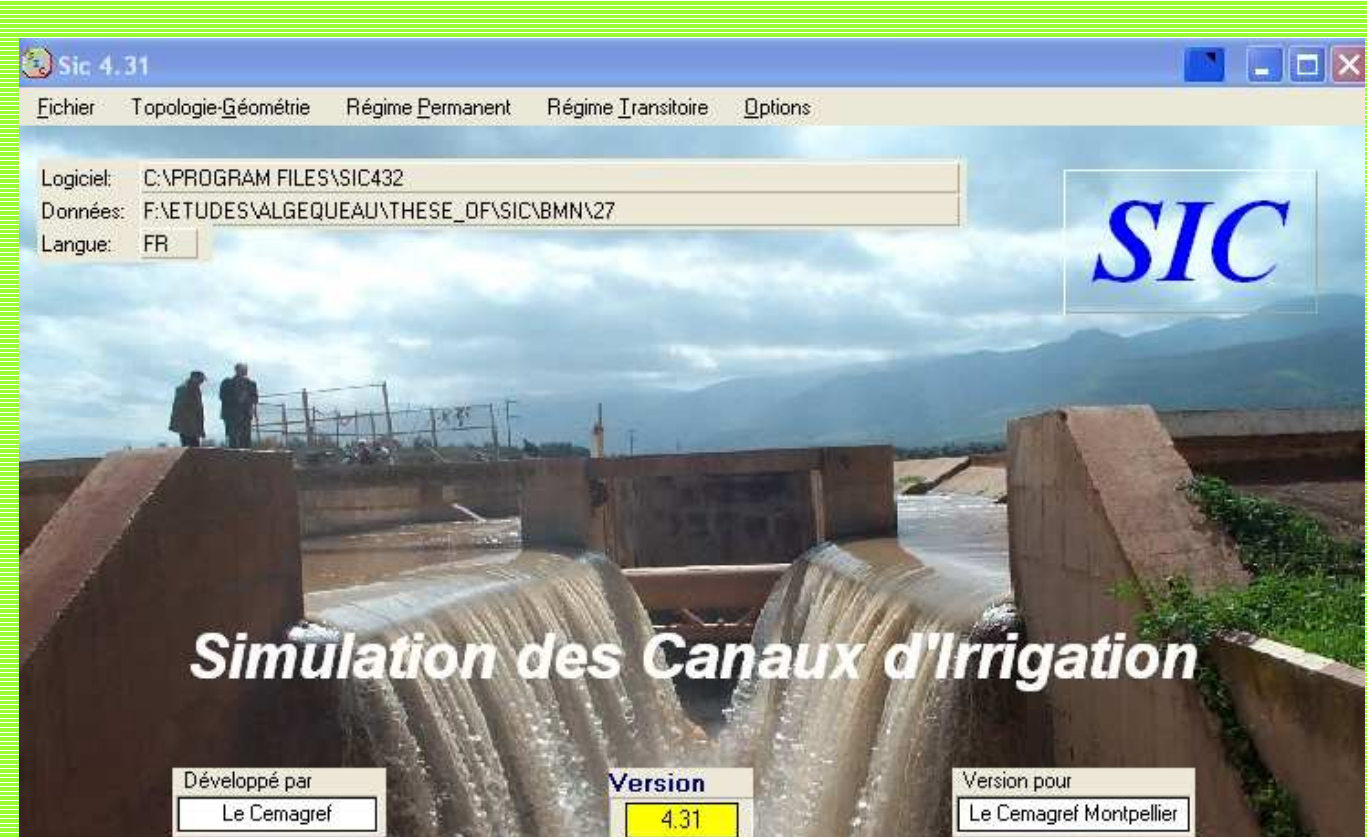 Sic 4.31
Fichier Topologie-Géométrie Régime Permanent Régime Transitoire Options
Logiciel: C:\PROGRAM FILES\SIC432
Données: F:\ETUDES\ALGEQUEAU\THESE_OF\SIC\BMN\27
Langue: FR
SIC
Simulation des Canaux d'Irrigation
Développé par
Le Cemagref
Version
4.31
Version pour
Le Cemagref Montpellier